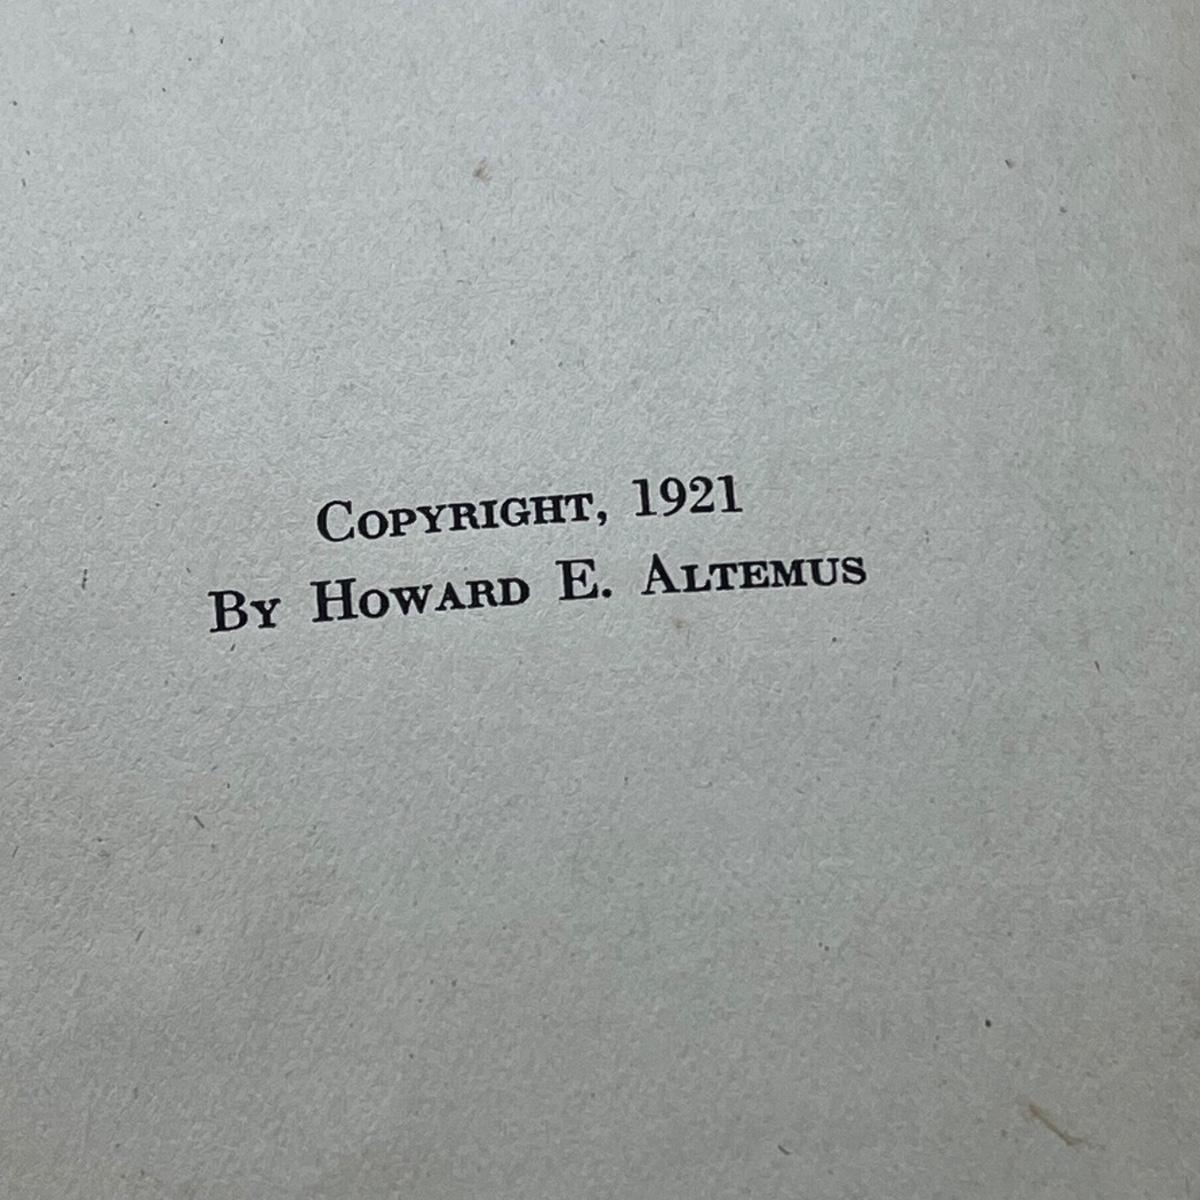 Copyright, 1921
By Howard E. Altemus